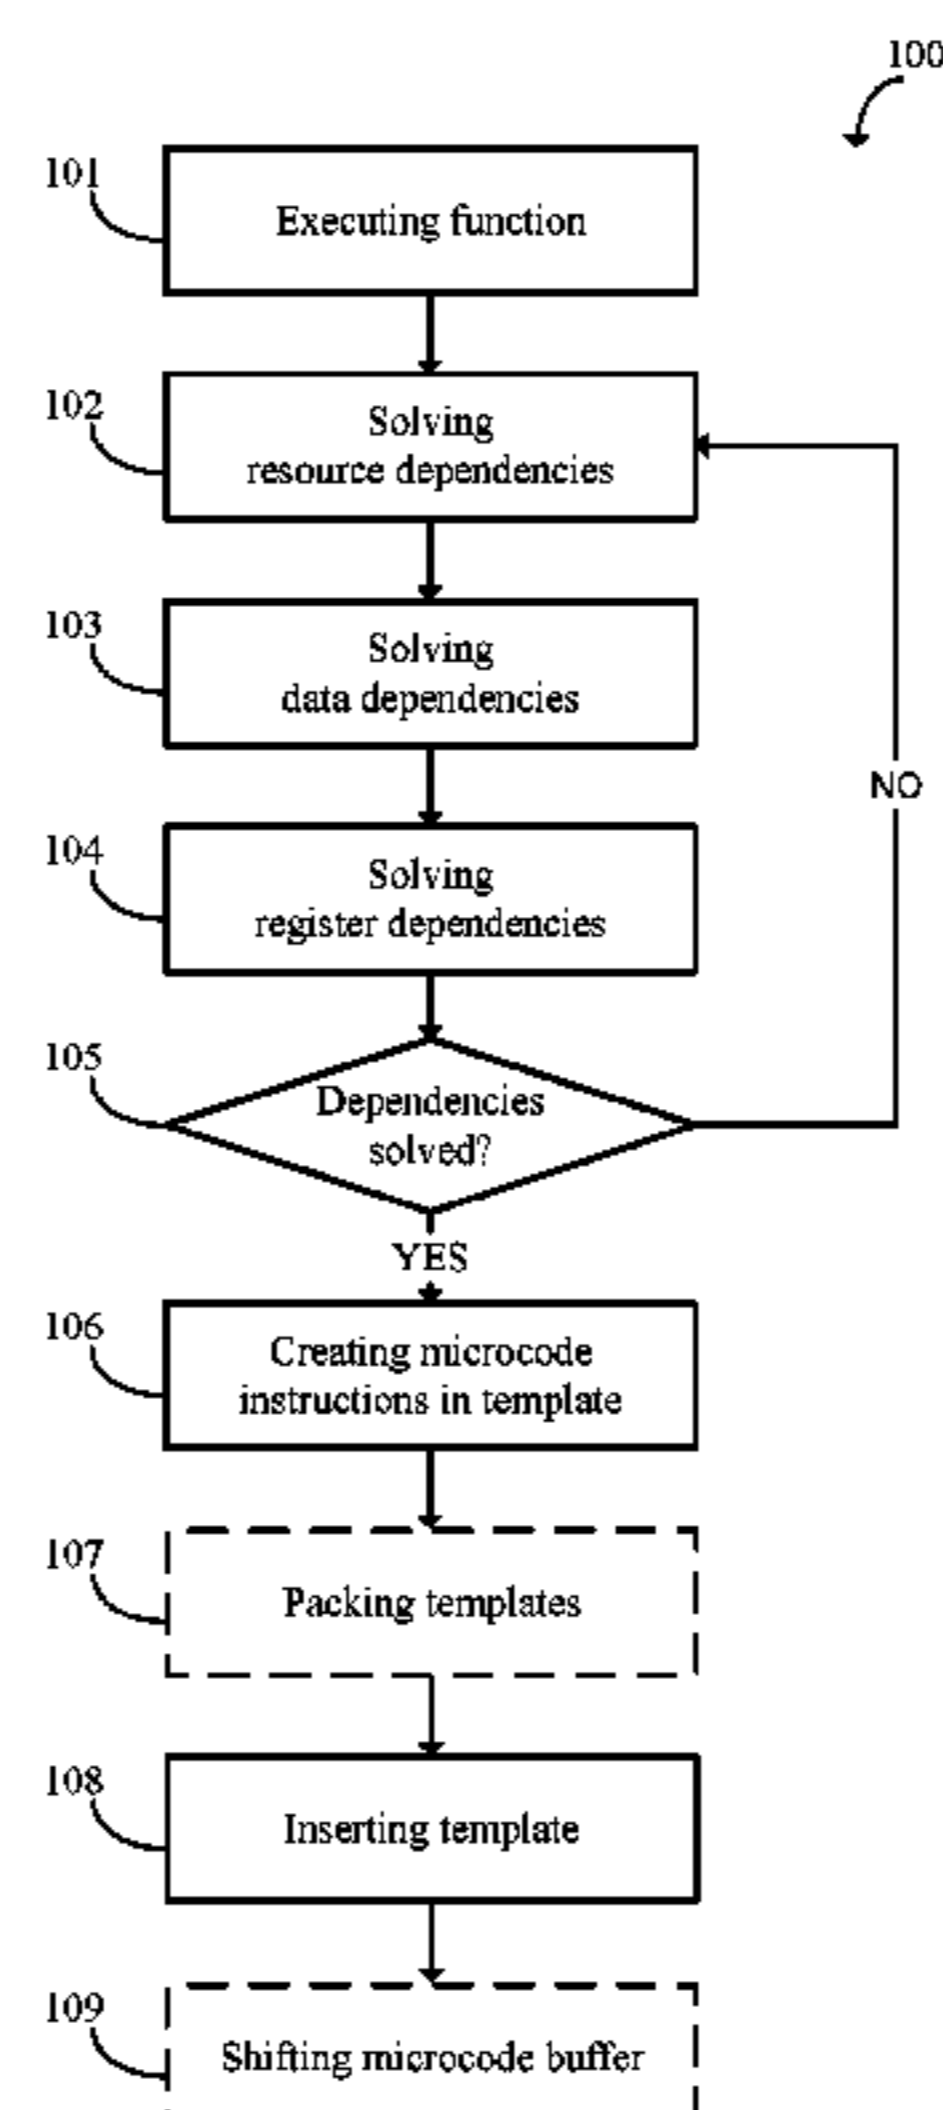 100
101
Executing function
102
Solving
resource dependencies
103
Solving
data dependencies
NO
104
Solving
register dependencies
105
Dependencies
solved?
YES
106
Creating microcode
instructions in template
107
Packing templates
108
Inserting template
109
Shifting microcode buffer